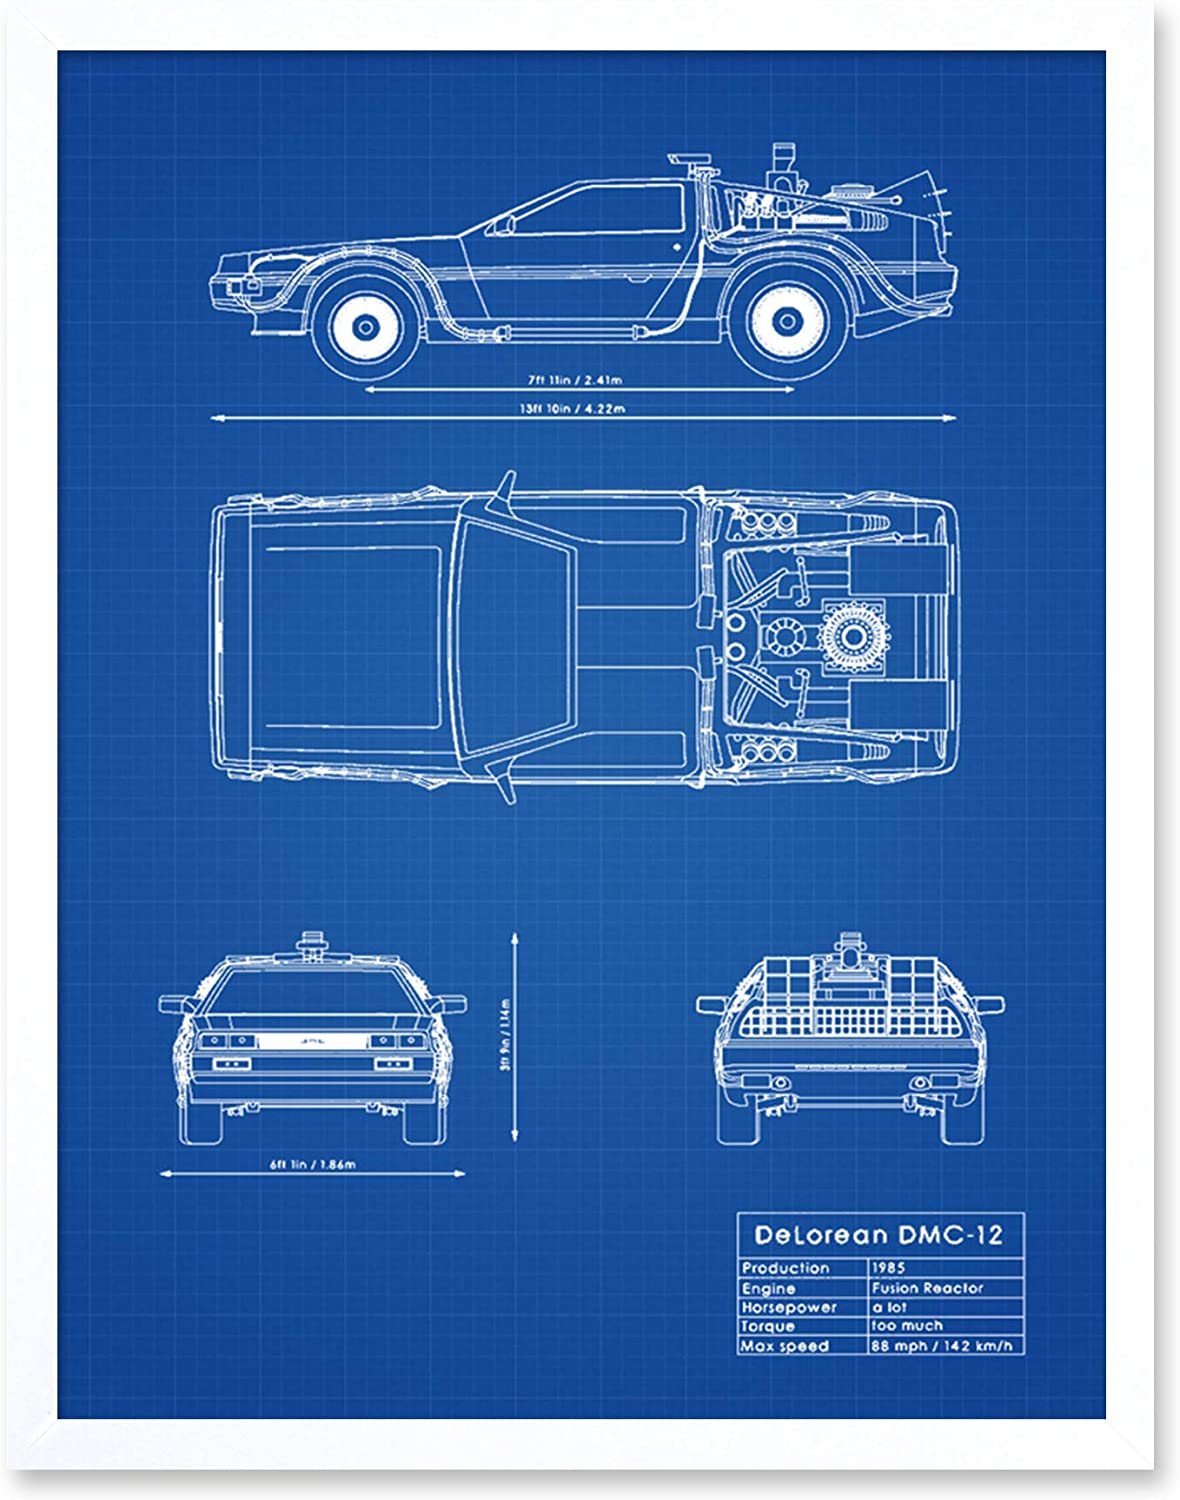 7ft 11in / 2.41m
13ft 10in / 4.22m
3ft 9in / 1.14m
6ft 1in / 1.86m
DeLorean DMC-12
Production 1985
Engine Fusion Reactor
Horsepower a lot
Torque too much
Max speed 88 mph / 142 km/h